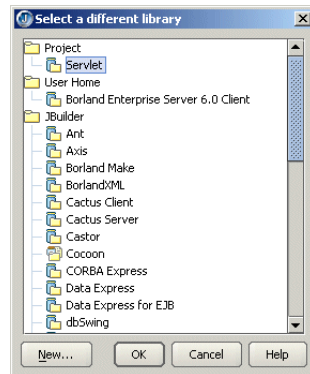 Select a different library
Project
Servlet
User Home
Borland Enterprise Server 6.0 Client
JBuilder
Ant
Axis
Borland Make
BorlandXML
Cactus Client
Cactus Server
Castor
Cocoon
CORBA Express
Data Express
Data Express for EJB
dbSwing
New... OK Cancel Help